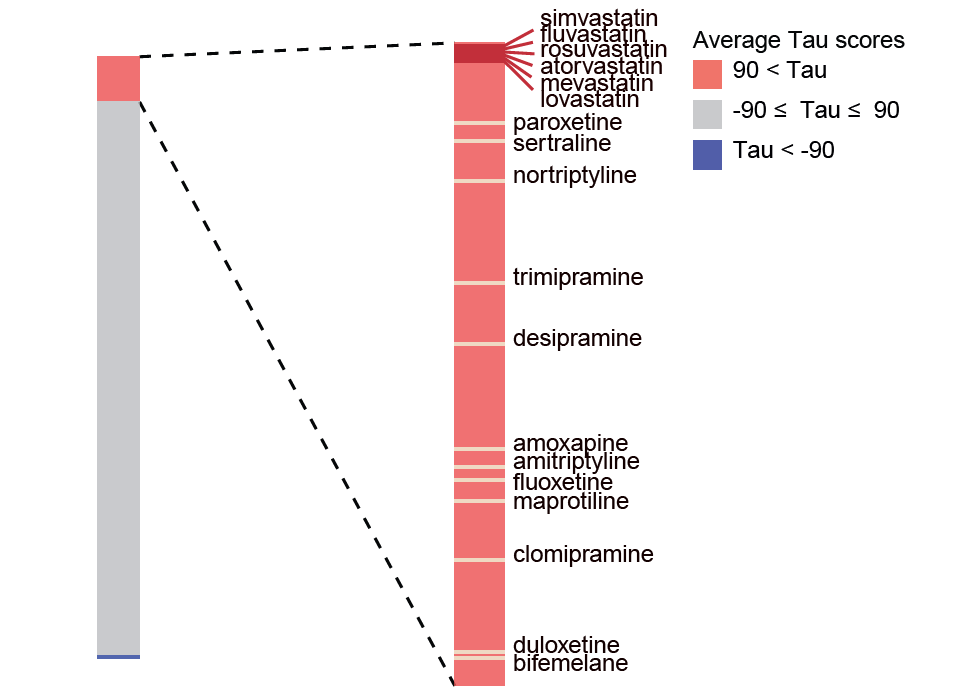 simvastatin
fluvastatin
rosuvastatin
atorvastatin
mevastatin
lovastatin
paroxetine
sertraline
nortriptyline
trimipramine
desipramine
amoxapine
amitriptyline
fluoxetine
maprotiline
clomipramine
duloxetine
bifemelane
Average Tau scores
90 < Tau
-90 ≤ Tau ≤ 90
Tau < -90